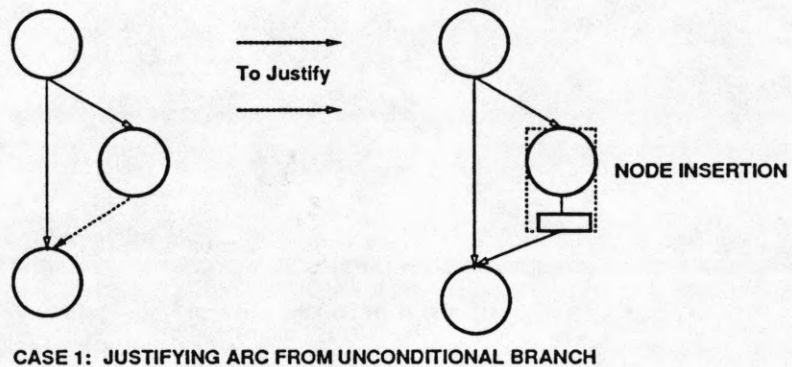 To Justify
NODE INSERTION
CASE 1: JUSTIFYING ARC FROM UNCONDITIONAL BRANCH